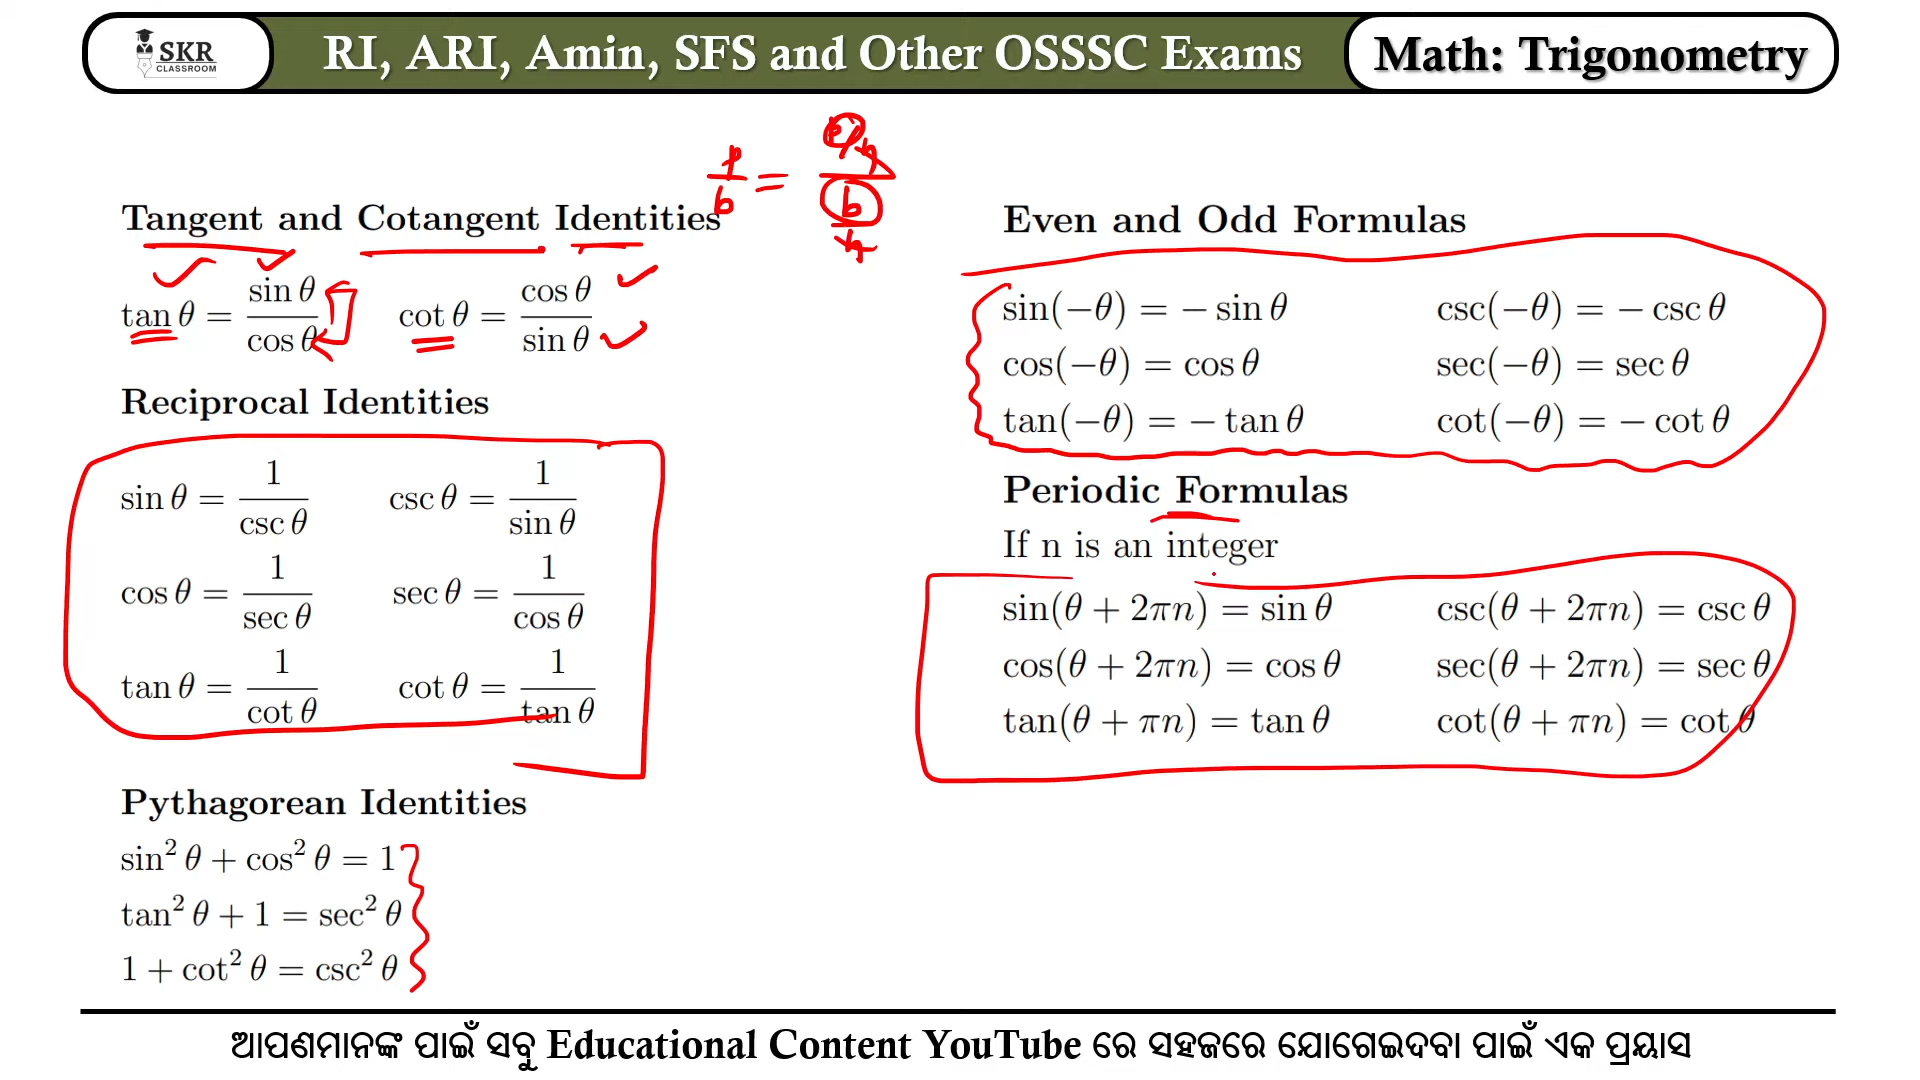 SKR
CLASSROOM
RI, ARI, Amin, SFS and Other OSSSC Exams
Math: Trigonometry
p/b = (p/h)/(b/h)
Tangent and Cotangent Identities
tan θ = sin θ/cos θ  cot θ = cos θ/sin θ
Reciprocal Identities
sin θ = 1/csc θ  csc θ = 1/sin θ
cos θ = 1/sec θ  sec θ = 1/cos θ
tan θ = 1/cot θ  cot θ = 1/tan θ
Pythagorean Identities
sin² θ + cos² θ = 1
tan² θ + 1 = sec² θ
1 + cot² θ = csc² θ
Even and Odd Formulas
sin(−θ) = − sin θ  csc(−θ) = − csc θ
cos(−θ) = cos θ  sec(−θ) = sec θ
tan(−θ) = − tan θ  cot(−θ) = − cot θ
Periodic Formulas
If n is an integer
sin(θ + 2πn) = sin θ  csc(θ + 2πn) = csc θ
cos(θ + 2πn) = cos θ  sec(θ + 2πn) = sec θ
tan(θ + πn) = tan θ  cot(θ + πn) = cot θ
ଆପଣମାନଙ୍କ ପାଇଁ ସବୁ Educational Content YouTube ରେ ସହଜରେ ଯୋଗେଇଦବା ପାଇଁ ଏକ ପ୍ରୟାସ